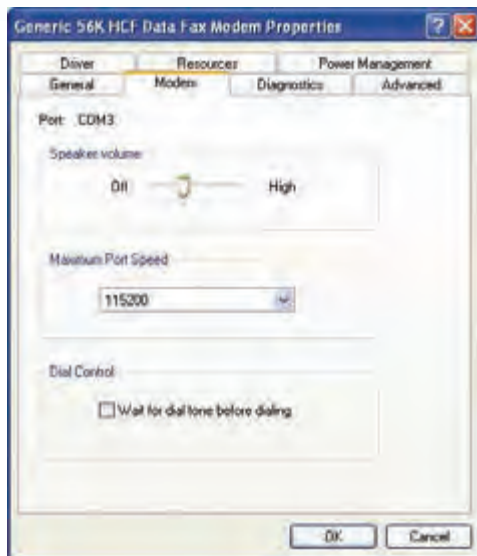 Generic 56K HCF Data Fax Modem Properties
Driver Resources Power Management
General Modem Diagnostics Advanced
Port: COM3
Speaker volume
Off High
Maximum Port Speed
115200
Dial Control
Wait for dial tone before dialing
OK Cancel